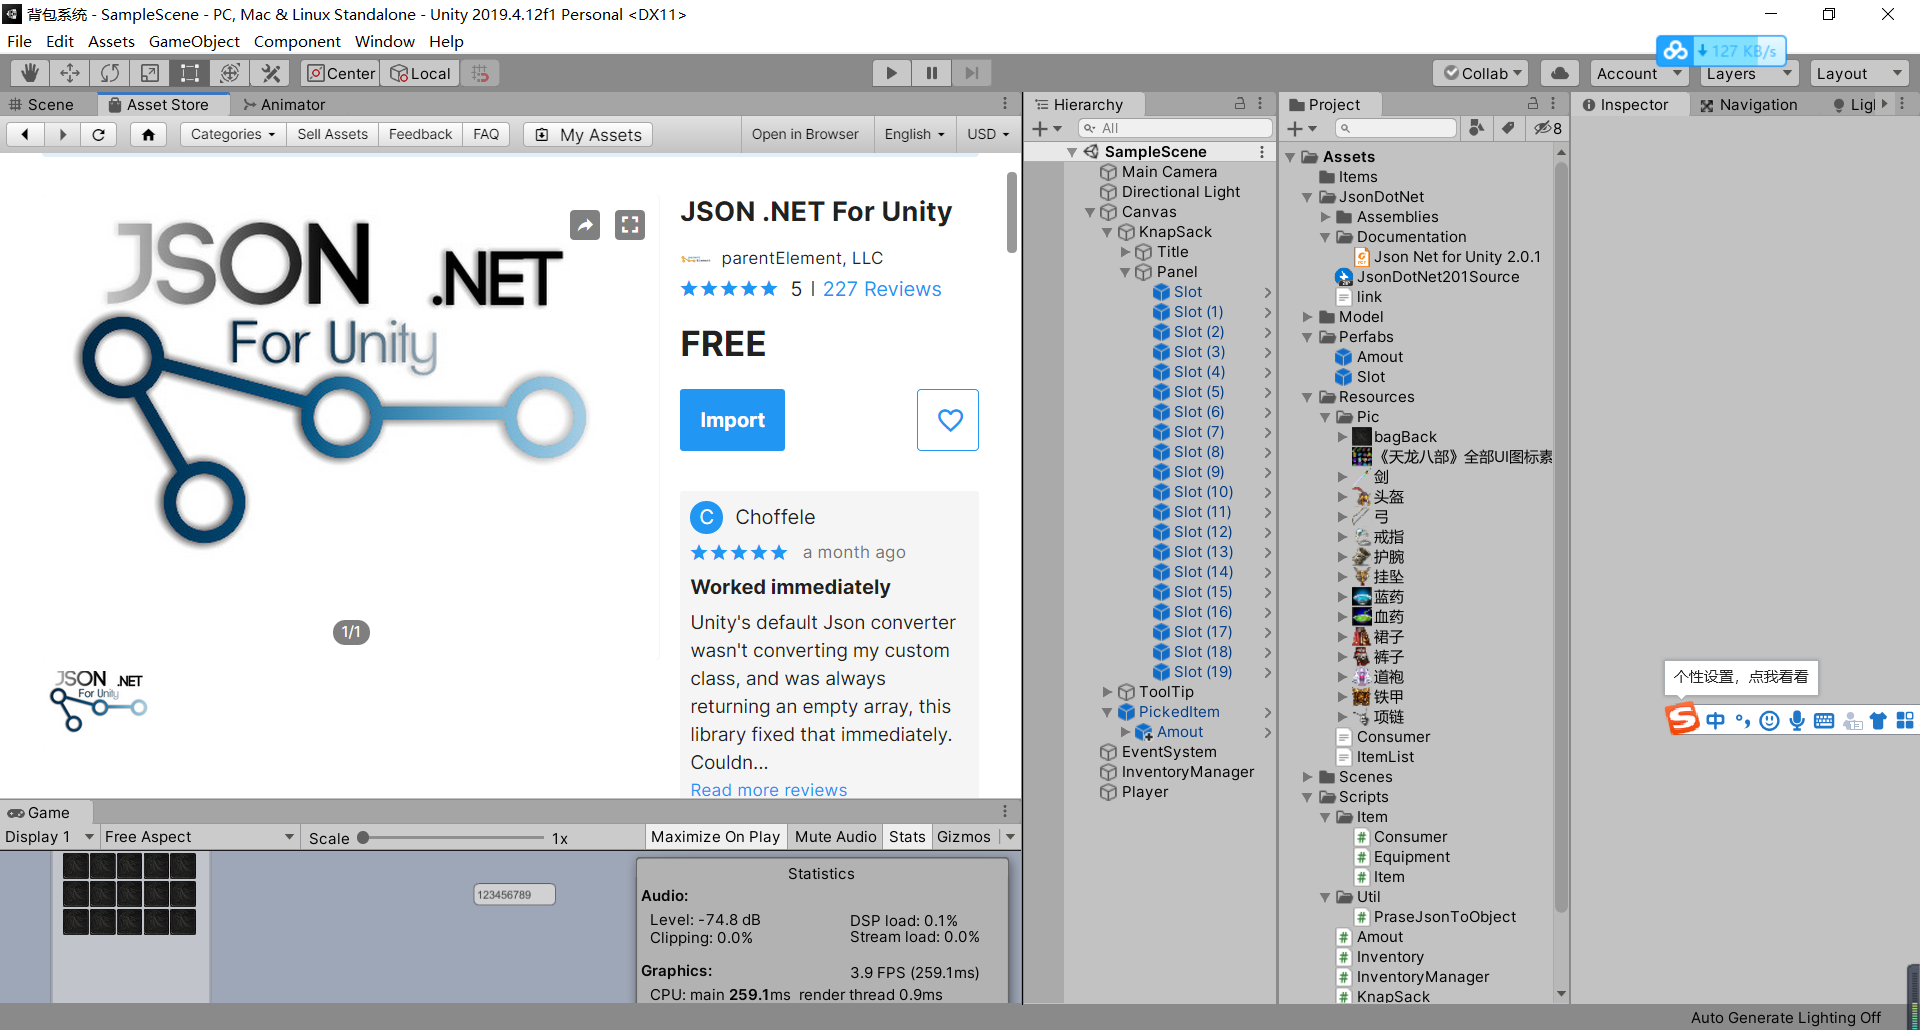 背包系统 - SampleScene - PC, Mac & Linux Standalone - Unity 2019.4.12f1 Personal <DX11>
File Edit Assets GameObject Component Window Help
Center Local Collab Account Layers Layout
127 KB/s
Scene Asset Store Animator
Categories Sell Assets Feedback FAQ My Assets Open in Browser English USD
JSON .NET
For Unity
1/1
JSON .NET
For Unity
JSON .NET For Unity
parentElement, LLC
5 | 227 Reviews
FREE
Import
C Choffele
a month ago
Worked immediately
Unity's default Json converter
wasn't converting my custom
class, and was always
returning an empty array, this
library fixed that immediately.
Couldn...
Read more reviews
Game
Display 1 Free Aspect Scale 1x Maximize On Play Mute Audio Stats Gizmos
123456789
Statistics
Audio:
Level: -74.8 dB DSP load: 0.1%
Clipping: 0.0% Stream load: 0.0%
Graphics: 3.9 FPS (259.1ms)
CPU: main 259.1ms render thread 0.9ms
Hierarchy
All
SampleScene
Main Camera
Directional Light
Canvas
KnapSack
Title
Panel
Slot
Slot (1)
Slot (2)
Slot (3)
Slot (4)
Slot (5)
Slot (6)
Slot (7)
Slot (8)
Slot (9)
Slot (10)
Slot (11)
Slot (12)
Slot (13)
Slot (14)
Slot (15)
Slot (16)
Slot (17)
Slot (18)
Slot (19)
ToolTip
PickedItem
Amout
EventSystem
InventoryManager
Player
Project
8
Assets
Items
JsonDotNet
Assemblies
Documentation
Json Net for Unity 2.0.1
JsonDotNet201Source
link
Model
Perfabs
Amout
Slot
Resources
Pic
bagBack
《天龙八部》全部UI图标素
剑
头盔
弓
戒指
护腕
挂坠
蓝药
血药
裙子
裤子
道袍
铁甲
项链
Consumer
ItemList
Scenes
Scripts
Item
Consumer
Equipment
Item
Util
PraseJsonToObject
Amout
Inventory
InventoryManager
KnapSack
Inspector Navigation Ligl
个性设置，点我看看
S 中
Auto Generate Lighting Off